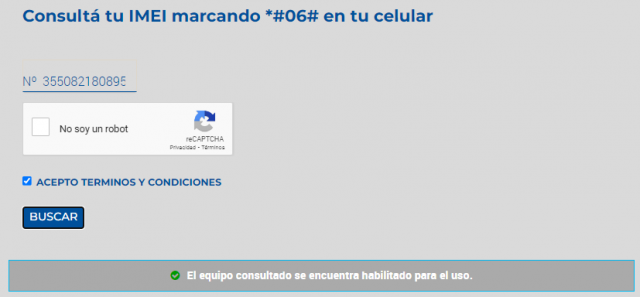 Consultá tu IMEI marcando *#06# en tu celular
Nº 355082180895
No soy un robot
reCAPTCHA
Privacidad - Términos
ACEPTO TERMINOS Y CONDICIONES
BUSCAR
El equipo consultado se encuentra habilitado para el uso.